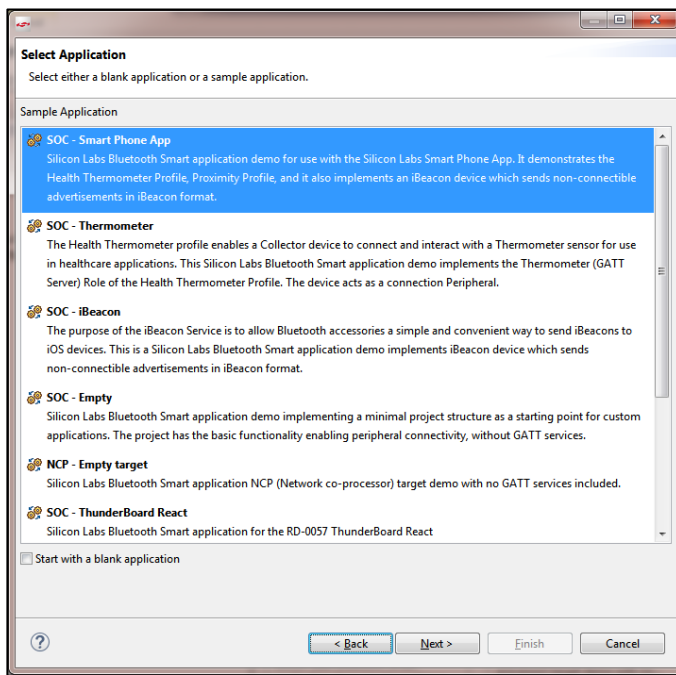 Select Application
Select either a blank application or a sample application.
Sample Application
SOC - Smart Phone App
Silicon Labs Bluetooth Smart application demo for use with the Silicon Labs Smart Phone App. It demonstrates the
Health Thermometer Profile, Proximity Profile, and it also implements an iBeacon device which sends non-connectible
advertisements in iBeacon format.
SOC - Thermometer
The Health Thermometer profile enables a Collector device to connect and interact with a Thermometer sensor for use
in healthcare applications. This Silicon Labs Bluetooth Smart application demo implements the Thermometer (GATT
Server) Role of the Health Thermometer Profile. The device acts as a connection Peripheral.
SOC - iBeacon
The purpose of the iBeacon Service is to allow Bluetooth accessories a simple and convenient way to send iBeacons to
iOS devices. This is a Silicon Labs Bluetooth Smart application demo implements iBeacon device which sends
non-connectible advertisements in iBeacon format.
SOC - Empty
Silicon Labs Bluetooth Smart application demo implementing a minimal project structure as a starting point for custom
applications. The project has the basic functionality enabling peripheral connectivity, without GATT services.
NCP - Empty target
Silicon Labs Bluetooth Smart application NCP (Network co-processor) target demo with no GATT services included.
SOC - ThunderBoard React
Silicon Labs Bluetooth Smart application for the RD-0057 ThunderBoard React
Start with a blank application
? < Back Next > Finish Cancel